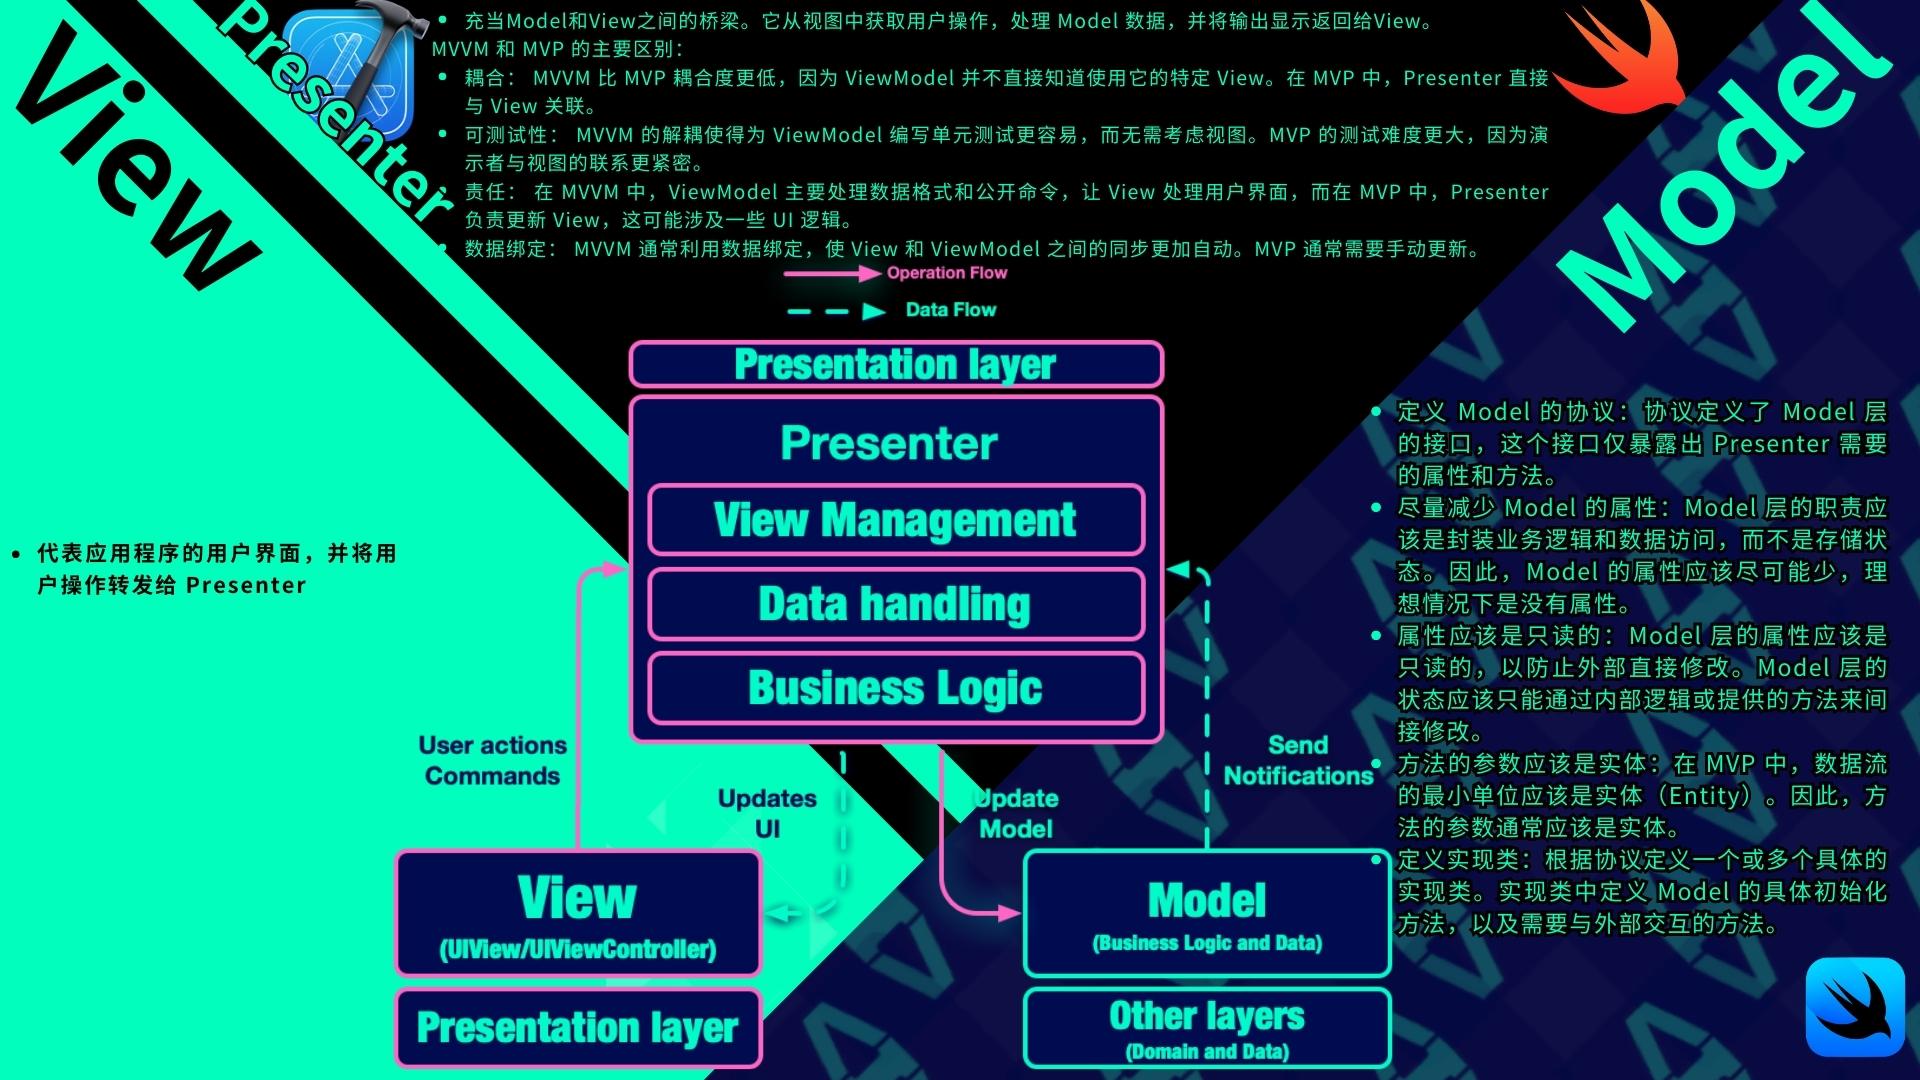 View
Presenter
Model
• 充当Model和View之间的桥梁。它从视图中获取用户操作，处理 Model 数据，并将输出显示返回给View。
MVVM 和 MVP 的主要区别：
• 耦合： MVVM 比 MVP 耦合度更低，因为 ViewModel 并不直接知道使用它的特定 View。在 MVP 中，Presenter 直接
与 View 关联。
• 可测试性： MVVM 的解耦使得为 ViewModel 编写单元测试更容易，而无需考虑视图。MVP 的测试难度更大，因为演
示者与视图的联系更紧密。
• 责任： 在 MVVM 中，ViewModel 主要处理数据格式和公开命令，让 View 处理用户界面，而在 MVP 中，Presenter
负责更新 View，这可能涉及一些 UI 逻辑。
• 数据绑定： MVVM 通常利用数据绑定，使 View 和 ViewModel 之间的同步更加自动。MVP 通常需要手动更新。
Operation Flow
Data Flow
Presentation layer
Presenter
View Management
Data handling
Business Logic
• 代表应用程序的用户界面，并将用
户操作转发给 Presenter
User actions
Commands
Updates
UI
Update
Model
Send
Notifications
View
(UIView/UIViewController)
Presentation layer
Model
(Business Logic and Data)
Other layers
(Domain and Data)
• 定义 Model 的协议：协议定义了 Model 层
的接口，这个接口仅暴露出 Presenter 需要
的属性和方法。
• 尽量减少 Model 的属性：Model 层的职责应
该是封装业务逻辑和数据访问，而不是存储状
态。因此，Model 的属性应该尽可能少，理
想情况下是没有属性。
• 属性应该是只读的：Model 层的属性应该是
只读的，以防止外部直接修改。Model 层的
状态应该只能通过内部逻辑或提供的方法来间
接修改。
• 方法的参数应该是实体：在 MVP 中，数据流
的最小单位应该是实体（Entity）。因此，方
法的参数通常应该是实体。
• 定义实现类：根据协议定义一个或多个具体的
实现类。实现类中定义 Model 的具体初始化
方法，以及需要与外部交互的方法。